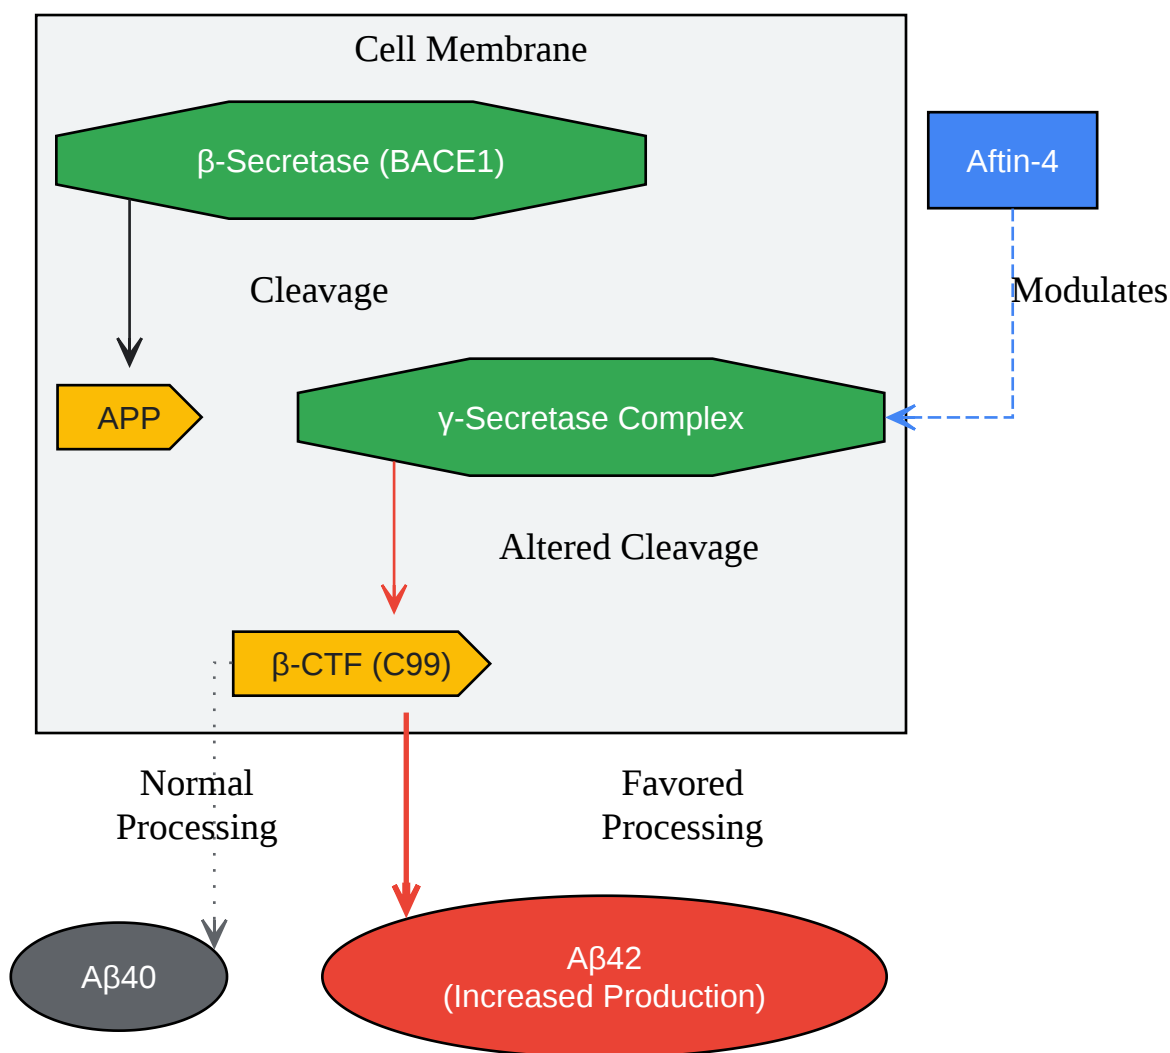 Cell Membrane
β-Secretase (BACE1)
Aftin-4
Cleavage
Modulates
APP
γ-Secretase Complex
Altered Cleavage
β-CTF (C99)
Normal
Processing
Favored
Processing
Aβ40
Aβ42
(Increased Production)